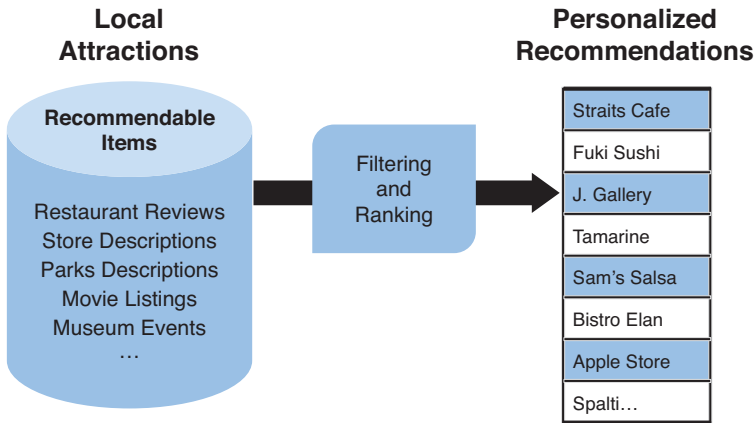 Local
Attractions
Recommendable
Items
Restaurant Reviews
Store Descriptions
Parks Descriptions
Movie Listings
Museum Events
…
Filtering
and
Ranking
Personalized
Recommendations
Straits Cafe
Fuki Sushi
J. Gallery
Tamarine
Sam’s Salsa
Bistro Elan
Apple Store
Spalti…